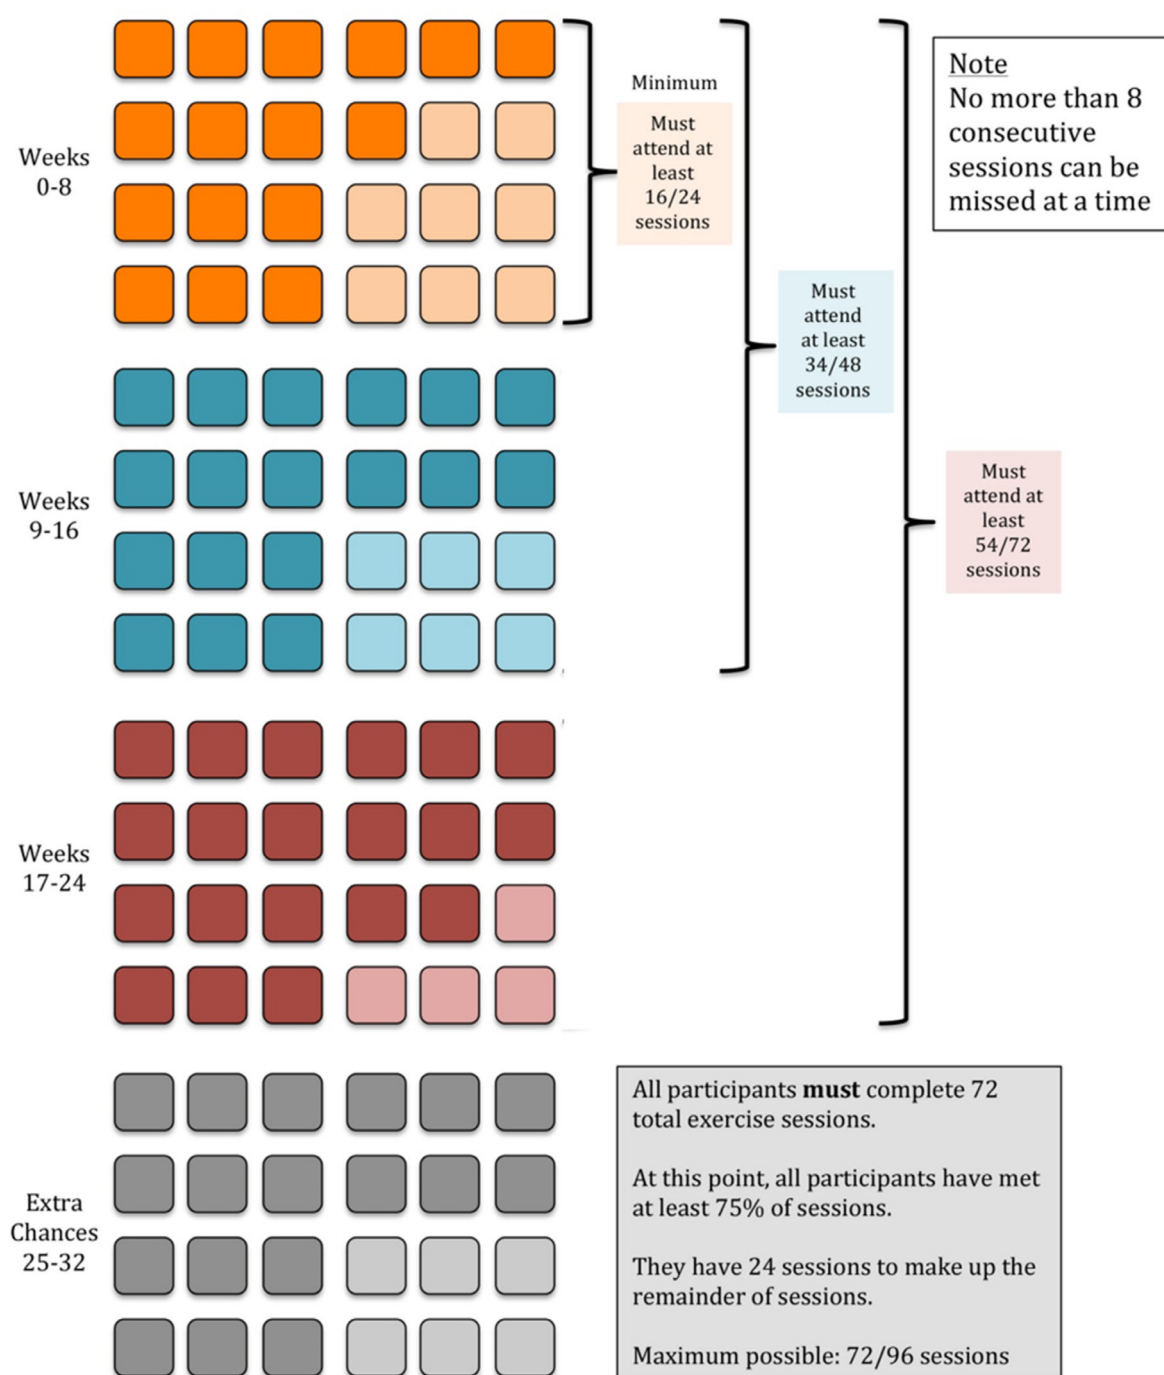 Weeks
0-8
Minimum
Must
attend at
least
16/24
sessions
Note
No more than 8
consecutive
sessions can be
missed at a time
Must
attend
at least
34/48
sessions
Weeks
9-16
Must
attend at
least
54/72
sessions
Weeks
17-24
Extra
Chances
25-32
All participants must complete 72
total exercise sessions.
At this point, all participants have met
at least 75% of sessions.
They have 24 sessions to make up the
remainder of sessions.
Maximum possible: 72/96 sessions